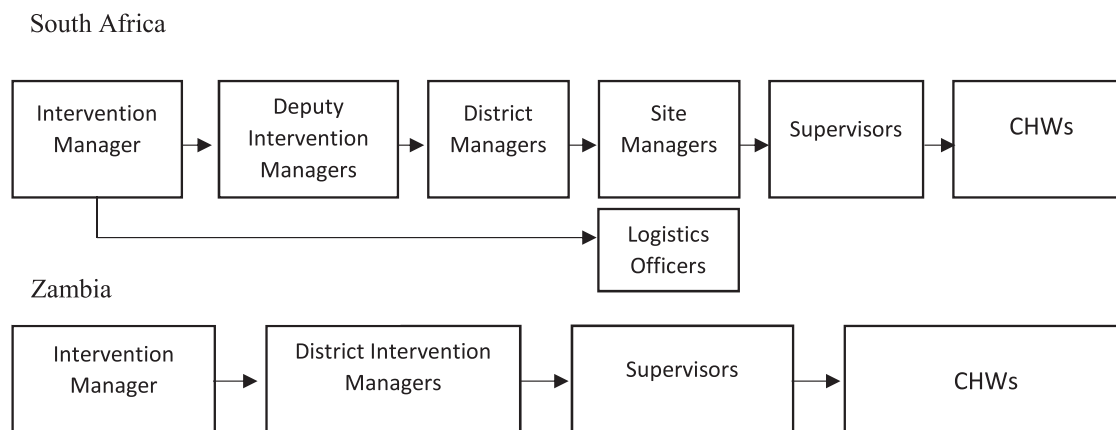 South Africa
Intervention
Manager
Deputy
Intervention
Managers
District
Managers
Site
Managers
Supervisors
CHWs
Logistics
Officers
Zambia
Intervention
Manager
District Intervention
Managers
Supervisors
CHWs